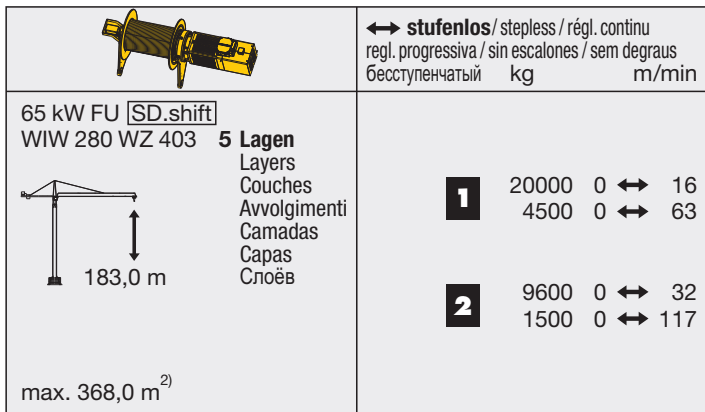 ↔ stufenlos / stepless / régl. continu
regl. progressiva / sin escalones / sem degraus
бесступенчатый kg m/min
65 kW FU SD.shift
WIW 280 WZ 403 5 Lagen
Layers
Couches
Avvolgimenti
Camadas
Capas
Слоёв
183,0 m
max. 368,0 m 2)
1 20000 0 ↔ 16
4500 0 ↔ 63
2 9600 0 ↔ 32
1500 0 ↔ 117